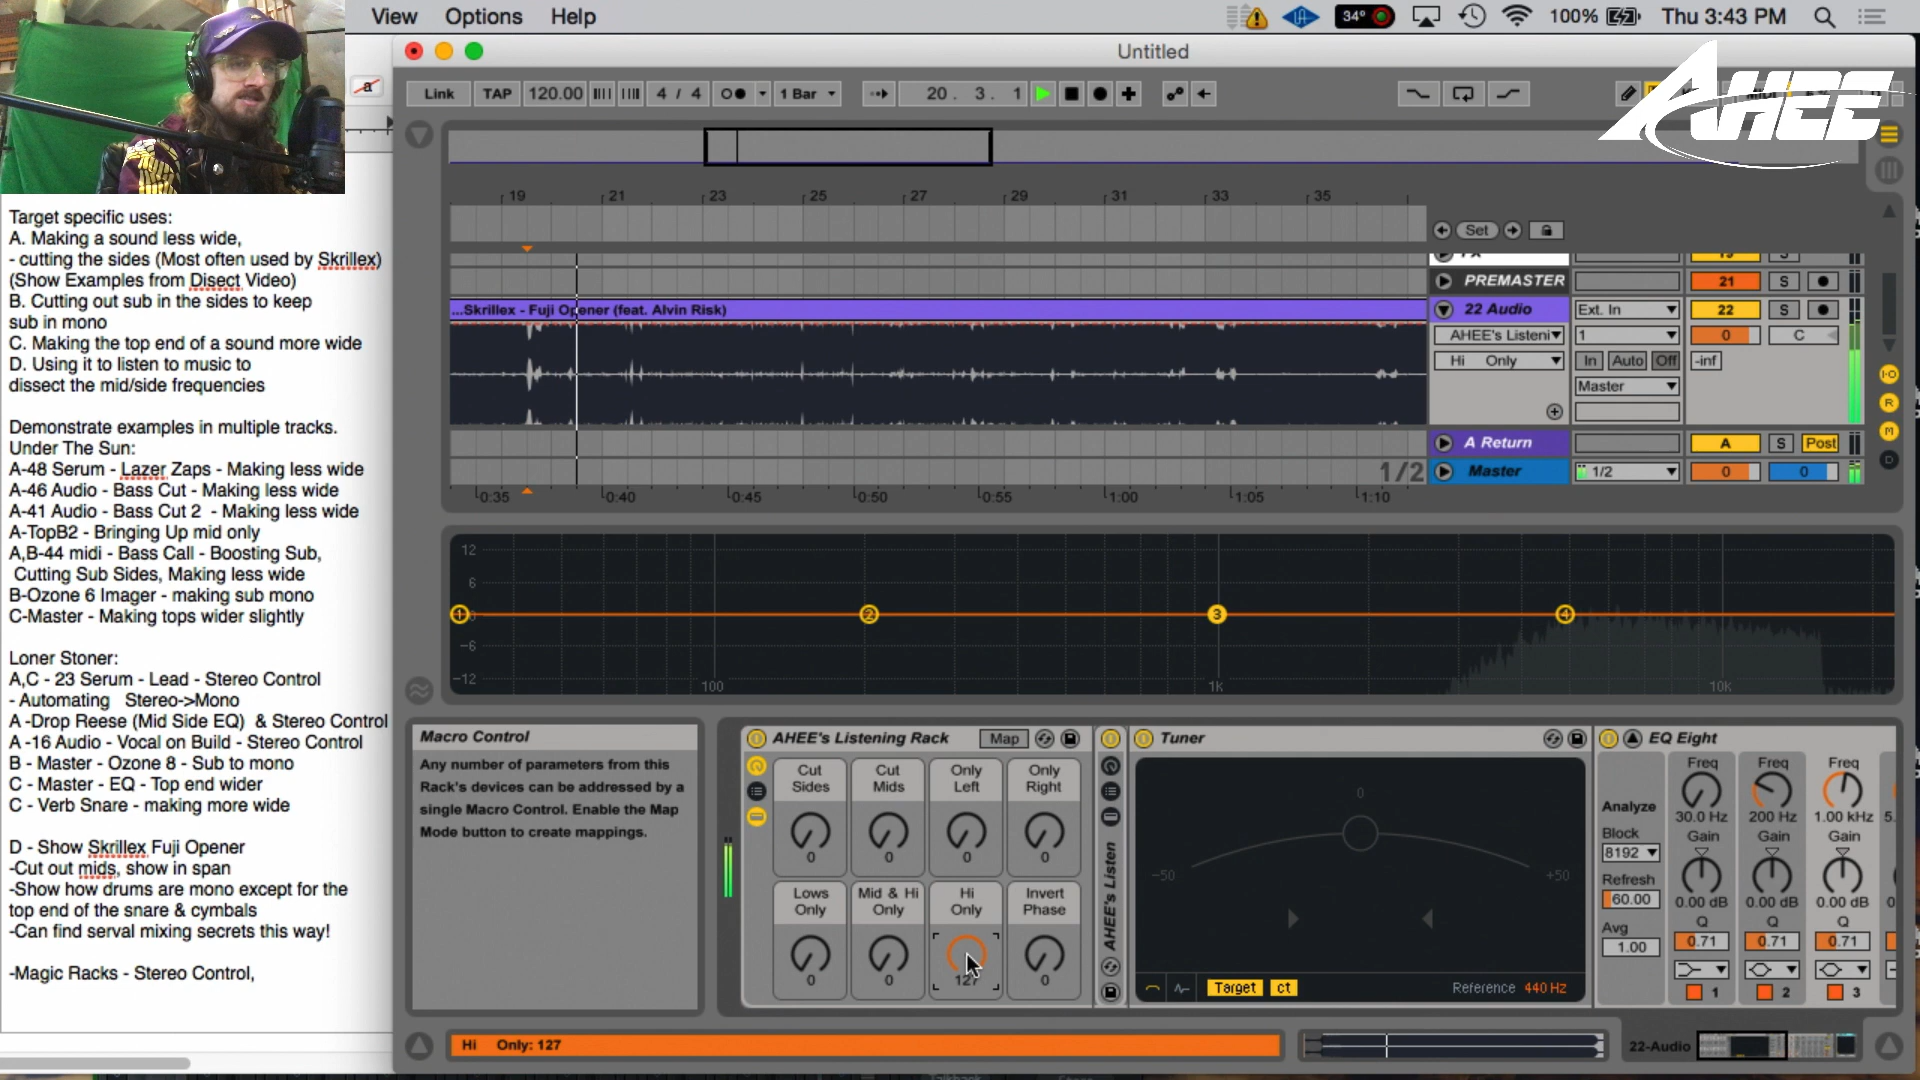 View Options Help
34° 100% Thu 3:43 PM
Untitled
AHEE
Link TAP 120.00 4 / 4 1 Bar 20. 3. 1
a
19 21 23 25 27 29 31 33 35
Set
PREMASTER 21 S
...Skrillex - Fuji Opener (feat. Alvin Risk)
22 Audio Ext. In 22 S
AHEE's Listeni 1 0 C
Hi Only In Auto Off -inf
Master
A Return A S Post
1/2 Master 1/2 0 0
0:35 0:40 0:45 0:50 0:55 1:00 1:05 1:10
Target specific uses:
A. Making a sound less wide,
- cutting the sides (Most often used by Skrillex)
(Show Examples from Disect Video)
B. Cutting out sub in the sides to keep
sub in mono
C. Making the top end of a sound more wide
D. Using it to listen to music to
dissect the mid/side frequencies
Demonstrate examples in multiple tracks.
Under The Sun:
A-48 Serum - Lazer Zaps - Making less wide
A-46 Audio - Bass Cut - Making less wide
A-41 Audio - Bass Cut 2 - Making less wide
A-TopB2 - Bringing Up mid only
A,B-44 midi - Bass Call - Boosting Sub,
Cutting Sub Sides, Making less wide
B-Ozone 6 Imager - making sub mono
C-Master - Making tops wider slightly
Loner Stoner:
A,C - 23 Serum - Lead - Stereo Control
- Automating Stereo->Mono
A -Drop Reese (Mid Side EQ) & Stereo Control
A -16 Audio - Vocal on Build - Stereo Control
B - Master - Ozone 8 - Sub to mono
C - Master - EQ - Top end wider
C - Verb Snare - making more wide
D - Show Skrillex Fuji Opener
-Cut out mids, show in span
-Show how drums are mono except for the
top end of the snare & cymbals
-Can find serval mixing secrets this way!
-Magic Racks - Stereo Control,
12
6
-6
-12
1 2 3 4
100 1K 10K
Macro Control
Any number of parameters from this
Rack's devices can be addressed by a
single Macro Control. Enable the Map
Mode button to create mappings.
AHEE's Listening Rack Map
Cut Sides Cut Mids Only Left Only Right
0 0 0 0
Lows Only Mid & Hi Only Hi Only Invert Phase
0 0 127 0
AHEE's Listen
Tuner
0
-50 +50
Target ct Reference 440 Hz
EQ Eight
Analyze
Block
8192
Refresh
60.00
Avg
1.00
Freq Freq Freq
30.0 Hz 200 Hz 1.00 kHz 5.
Gain Gain Gain
0.00 dB 0.00 dB 0.00 dB 0
Q Q Q
0.71 0.71 0.71
1 2 3
Hi Only: 127
22-Audio